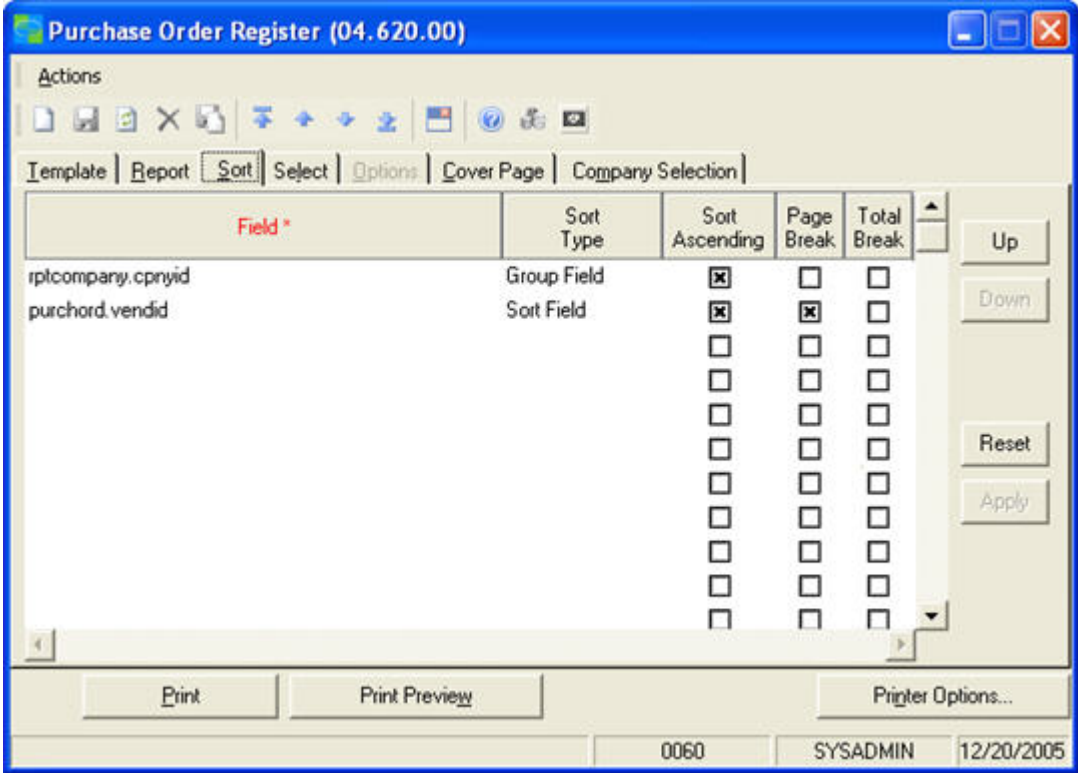 Purchase Order Register (04.620.00)
Actions
Template Report Sort Select Options Cover Page Company Selection
Field * Sort Type Sort Ascending Page Break Total Break
Up
rptcompany.cpnyid Group Field
Down
purchord.vendid Sort Field
Reset
Apply
Print Print Preview Printer Options...
0060 SYSADMIN 12/20/2005